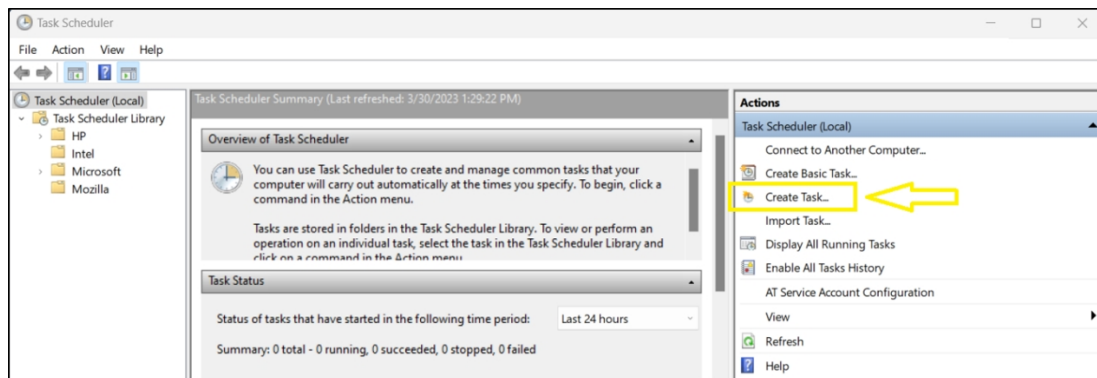 Task Scheduler
File Action View Help
Task Scheduler (Local)
Task Scheduler Library
HP
Intel
Microsoft
Mozilla
Task Scheduler Summary (Last refreshed: 3/30/2023 1:29:22 PM)
Overview of Task Scheduler
You can use Task Scheduler to create and manage common tasks that your
computer will carry out automatically at the times you specify. To begin, click a
command in the Action menu.
Tasks are stored in folders in the Task Scheduler Library. To view or perform an
operation on an individual task, select the task in the Task Scheduler Library and
click on a command in the Action menu.
Task Status
Status of tasks that have started in the following time period: Last 24 hours
Summary: 0 total - 0 running, 0 succeeded, 0 stopped, 0 failed
Actions
Task Scheduler (Local)
Connect to Another Computer...
Create Basic Task...
Create Task...
Import Task...
Display All Running Tasks
Enable All Tasks History
AT Service Account Configuration
View
Refresh
Help